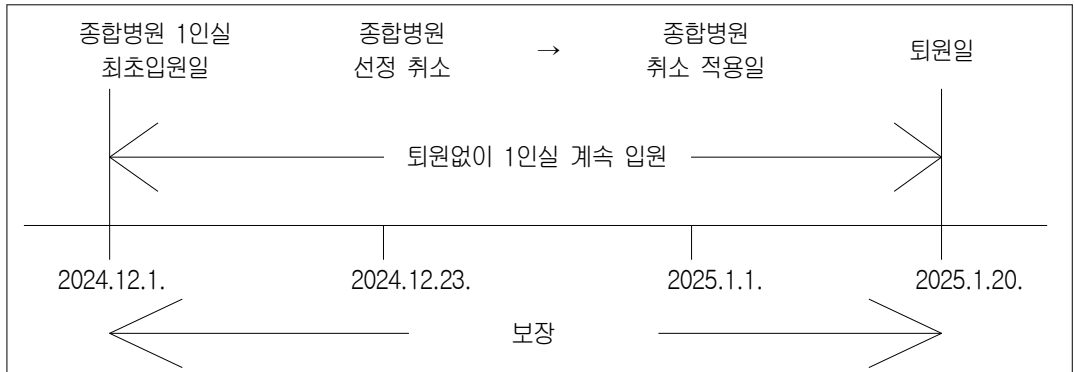 종합병원 1인실
최초입원일
종합병원
선정 취소
→
종합병원
취소 적용일
퇴원일
퇴원없이 1인실 계속 입원
2024.12.1.
2024.12.23.
2025.1.1.
2025.1.20.
보장